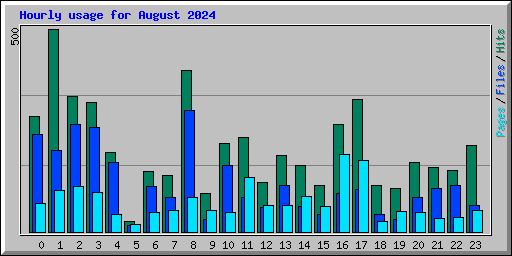 Hourly usage for August 2024
500
Pages/Files/Hits
0 1 2 3 4 5 6 7 8 9 10 11 12 13 14 15 16 17 18 19 20 21 22 23